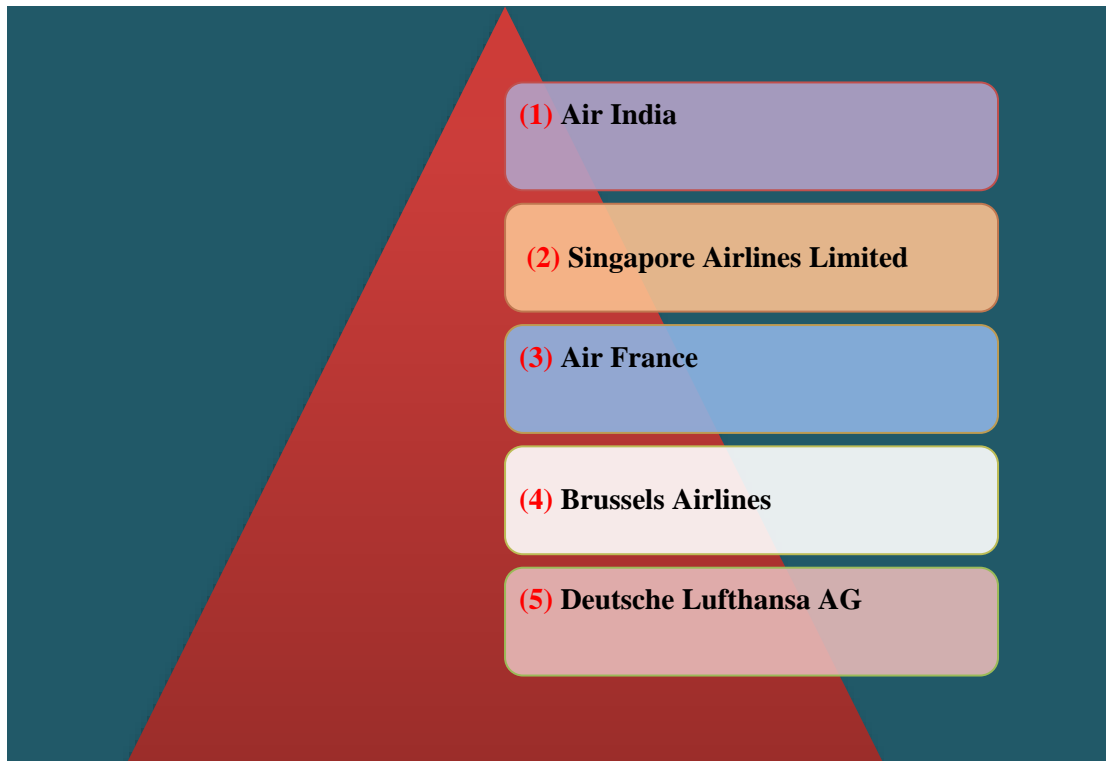 (1) Air India
(2) Singapore Airlines Limited
(3) Air France
(4) Brussels Airlines
(5) Deutsche Lufthansa AG